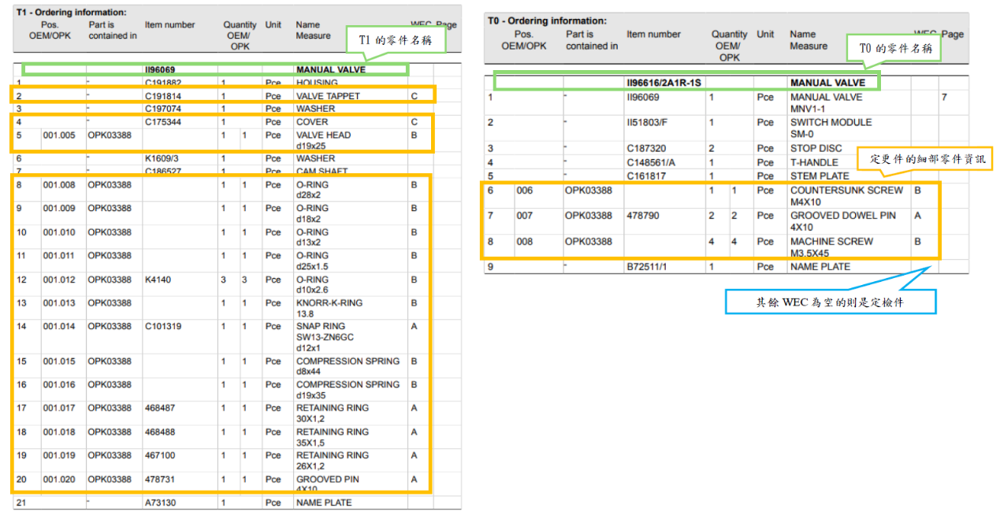 T1 - Ordering information:
Pos. Part is Item number Quantity Unit Name WEC Page
OEM/OPK contained in OEM/ Measure
OPK
T1 的零件名稱
II96069 MANUAL VALVE
1 - C191882 1 Pce HOUSING
2 - C191814 1 Pce VALVE TAPPET C
3 - C197074 1 Pce WASHER
4 - C175344 1 Pce COVER C
5 001.005 OPK03388 1 1 Pce VALVE HEAD B
d19x25
6 - K1609/3 1 Pce WASHER
7 - C186527 1 Pce CAM SHAFT
8 001.008 OPK03388 1 1 Pce O-RING B
d28x2
9 001.009 OPK03388 1 1 Pce O-RING B
d18x2
10 001.010 OPK03388 1 1 Pce O-RING B
d13x2
11 001.011 OPK03388 1 1 Pce O-RING B
d25x1.5
12 001.012 OPK03388 K4140 3 3 Pce O-RING B
d10x2.6
13 001.013 OPK03388 1 1 Pce KNORR-K-RING B
13.8
14 001.014 OPK03388 C101319 1 1 Pce SNAP RING A
SW13-ZN6GC
d12x1
15 001.015 OPK03388 1 1 Pce COMPRESSION SPRING B
d8x44
16 001.016 OPK03388 1 1 Pce COMPRESSION SPRING B
d19x35
17 001.017 OPK03388 468487 1 1 Pce RETAINING RING A
30X1,2
18 001.018 OPK03388 468488 1 1 Pce RETAINING RING A
35X1,5
19 001.019 OPK03388 467100 1 1 Pce RETAINING RING A
26X1,2
20 001.020 OPK03388 478731 1 1 Pce GROOVED PIN A
4X10
21 - A73130 1 Pce NAME PLATE
T0 - Ordering information:
Pos. Part is Item number Quantity Unit Name WEC Page
OEM/OPK contained in OEM/ Measure
OPK
T0 的零件名稱
II96616/2A1R-1S MANUAL VALVE
1 - II96069 1 Pce MANUAL VALVE 7
MNV1-1
2 - II51803/F 1 Pce SWITCH MODULE
SM-0
3 - C187320 2 Pce STOP DISC
4 - C148561/A 1 Pce T-HANDLE
定更件的細部零件資訊
5 - C161817 1 Pce STEM PLATE
6 006 OPK03388 1 1 Pce COUNTERSUNK SCREW B
M4X10
7 007 OPK03388 478790 2 2 Pce GROOVED DOWEL PIN A
4X10
8 008 OPK03388 4 4 Pce MACHINE SCREW B
M3.5X45
9 - B72511/1 1 Pce NAME PLATE
其餘 WEC 為空的則是定檢件